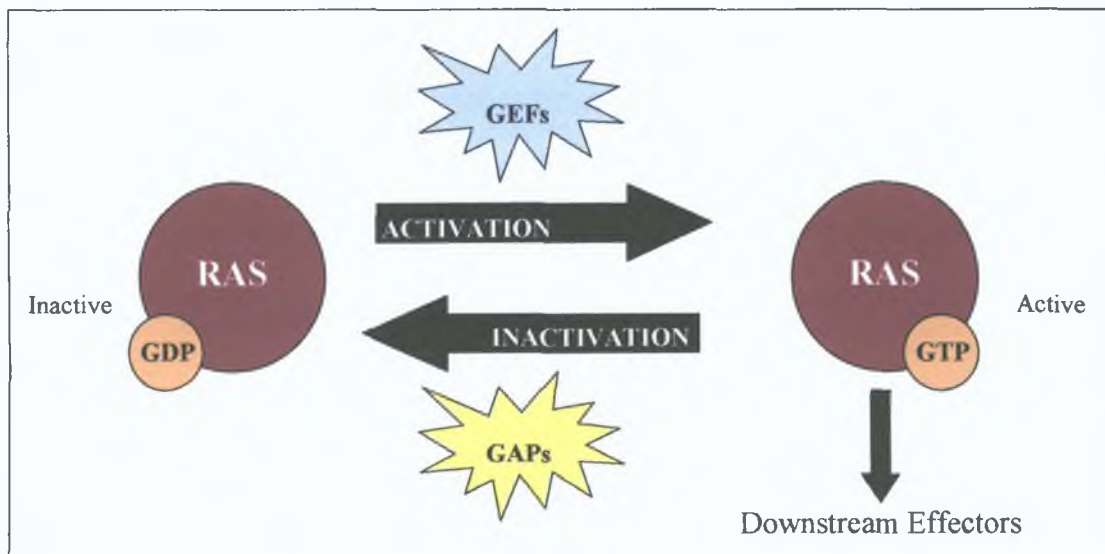 GEFs
ACTIVATION
RAS
RAS
Inactive
Active
INACTIVATION
GDP
GTP
GAPs
Downstream Effectors